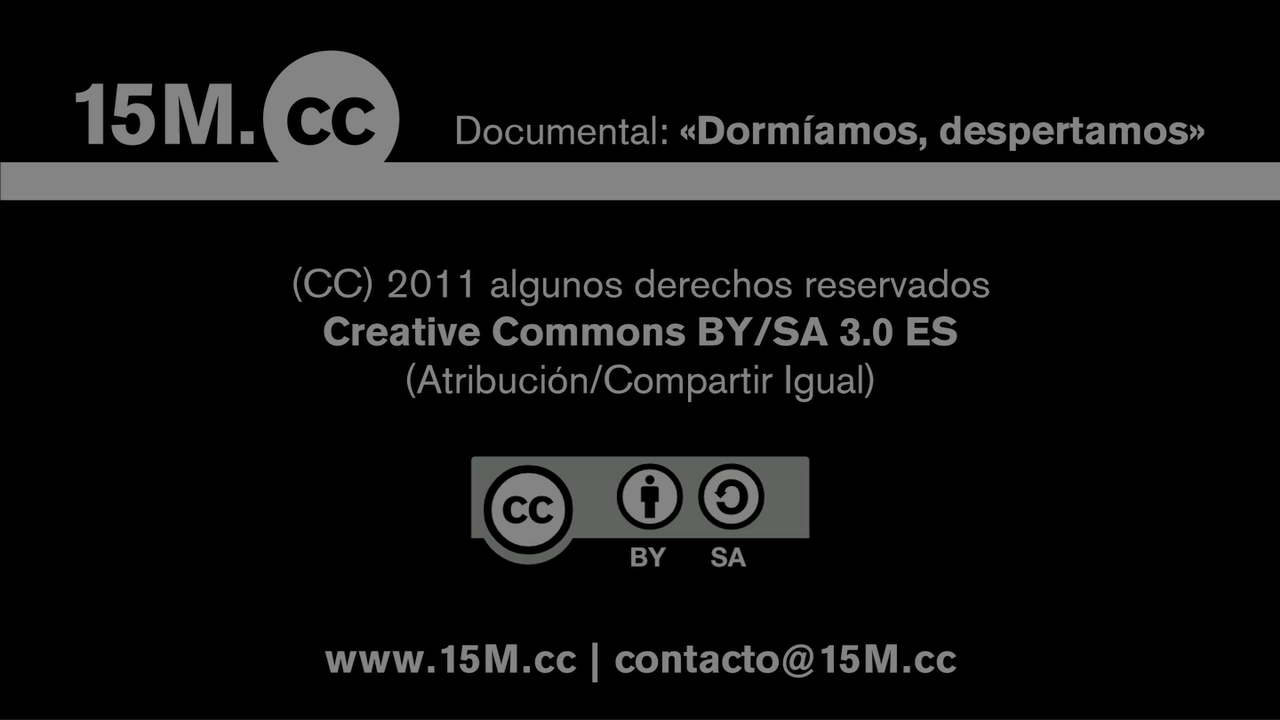 15M.cc
Documental: «Dormíamos, despertamos»
(CC) 2011 algunos derechos reservados
Creative Commons BY/SA 3.0 ES
(Atribución/Compartir Igual)
cc
BY SA
www.15M.cc | contacto@15M.cc